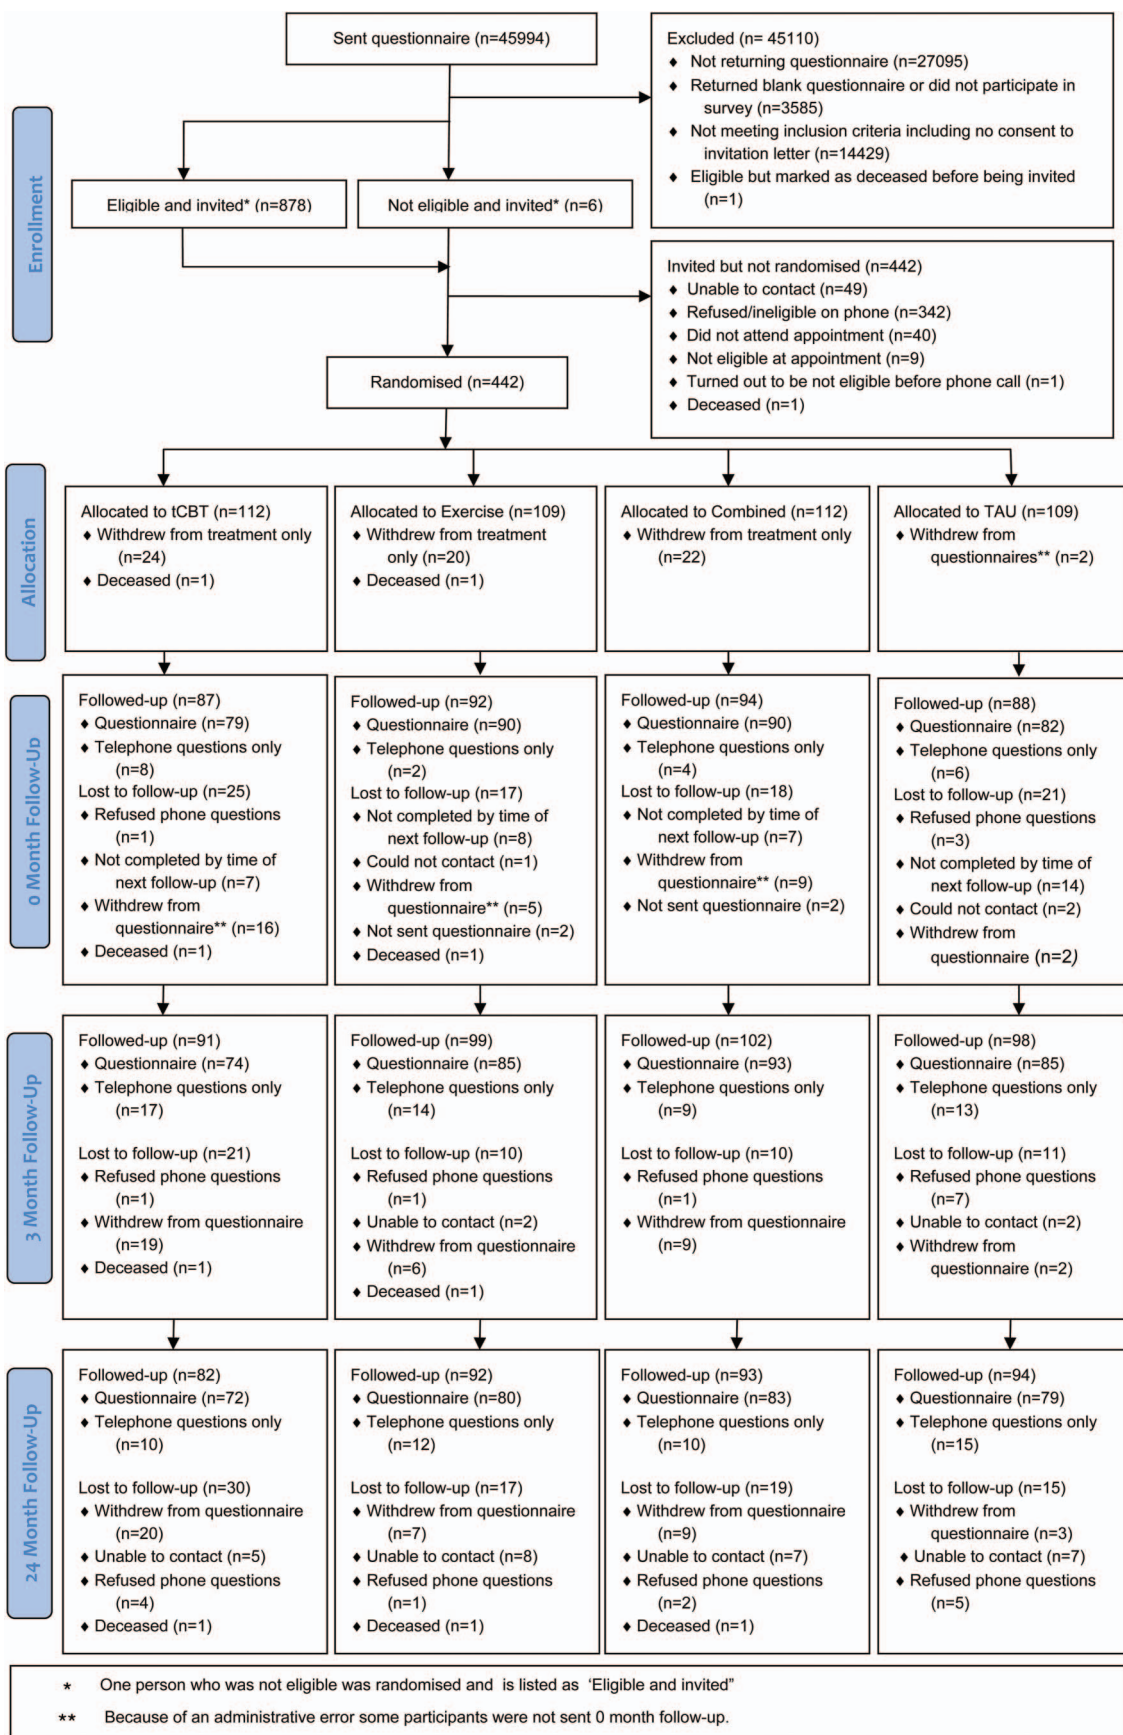 Sent questionnaire (n=45994)
Excluded (n= 45110)
♦ Not returning questionnaire (n=27095)
♦ Returned blank questionnaire or did not participate in
survey (n=3585)
♦ Not meeting inclusion criteria including no consent to
invitation letter (n=14429)
♦ Eligible but marked as deceased before being invited
(n=1)
Enrollment
Eligible and invited* (n=878)
Not eligible and invited* (n=6)
Invited but not randomised (n=442)
♦ Unable to contact (n=49)
♦ Refused/ineligible on phone (n=342)
♦ Did not attend appointment (n=40)
♦ Not eligible at appointment (n=9)
♦ Turned out to be not eligible before phone call (n=1)
♦ Deceased (n=1)
Randomised (n=442)
Allocation
Allocated to tCBT (n=112)
♦ Withdrew from treatment only
(n=24)
♦ Deceased (n=1)
Allocated to Exercise (n=109)
♦ Withdrew from treatment
only (n=20)
♦ Deceased (n=1)
Allocated to Combined (n=112)
♦ Withdrew from treatment only
(n=22)
Allocated to TAU (n=109)
♦ Withdrew from
questionnaires** (n=2)
0 Month Follow-Up
Followed-up (n=87)
♦ Questionnaire (n=79)
♦ Telephone questions only
(n=8)
Lost to follow-up (n=25)
♦ Refused phone questions
(n=1)
♦ Not completed by time of
next follow-up (n=7)
♦ Withdrew from
questionnaire** (n=16)
♦ Deceased (n=1)
Followed-up (n=92)
♦ Questionnaire (n=90)
♦ Telephone questions only
(n=2)
Lost to follow-up (n=17)
♦ Not completed by time of
next follow-up (n=8)
♦ Could not contact (n=1)
♦ Withdrew from
questionnaire** (n=5)
♦ Not sent questionnaire (n=2)
♦ Deceased (n=1)
Followed-up (n=94)
♦ Questionnaire (n=90)
♦ Telephone questions only
(n=4)
Lost to follow-up (n=18)
♦ Not completed by time of
next follow-up (n=7)
♦ Withdrew from
questionnaire** (n=9)
♦ Not sent questionnaire (n=2)
Followed-up (n=88)
♦ Questionnaire (n=82)
♦ Telephone questions only
(n=6)
Lost to follow-up (n=21)
♦ Refused phone questions
(n=3)
♦ Not completed by time of
next follow-up (n=14)
♦ Could not contact (n=2)
♦ Withdrew from
questionnaire (n=2)
3 Month Follow-Up
Followed-up (n=91)
♦ Questionnaire (n=74)
♦ Telephone questions only
(n=17)
Lost to follow-up (n=21)
♦ Refused phone questions
(n=1)
♦ Withdrew from questionnaire
(n=19)
♦ Deceased (n=1)
Followed-up (n=99)
♦ Questionnaire (n=85)
♦ Telephone questions only
(n=14)
Lost to follow-up (n=10)
♦ Refused phone questions
(n=1)
♦ Unable to contact (n=2)
♦ Withdrew from questionnaire
(n=6)
♦ Deceased (n=1)
Followed-up (n=102)
♦ Questionnaire (n=93)
♦ Telephone questions only
(n=9)
Lost to follow-up (n=10)
♦ Refused phone questions
(n=1)
♦ Withdrew from questionnaire
(n=9)
Followed-up (n=98)
♦ Questionnaire (n=85)
♦ Telephone questions only
(n=13)
Lost to follow-up (n=11)
♦ Refused phone questions
(n=7)
♦ Unable to contact (n=2)
♦ Withdrew from
questionnaire (n=2)
24 Month Follow-Up
Followed-up (n=82)
♦ Questionnaire (n=72)
♦ Telephone questions only
(n=10)
Lost to follow-up (n=30)
♦ Withdrew from questionnaire
(n=20)
♦ Unable to contact (n=5)
♦ Refused phone questions
(n=4)
♦ Deceased (n=1)
Followed-up (n=92)
♦ Questionnaire (n=80)
♦ Telephone questions only
(n=12)
Lost to follow-up (n=17)
♦ Withdrew from questionnaire
(n=7)
♦ Unable to contact (n=8)
♦ Refused phone questions
(n=1)
♦ Deceased (n=1)
Followed-up (n=93)
♦ Questionnaire (n=83)
♦ Telephone questions only
(n=10)
Lost to follow-up (n=19)
♦ Withdrew from questionnaire
(n=9)
♦ Unable to contact (n=7)
♦ Refused phone questions
(n=2)
♦ Deceased (n=1)
Followed-up (n=94)
♦ Questionnaire (n=79)
♦ Telephone questions only
(n=15)
Lost to follow-up (n=15)
♦ Withdrew from
questionnaire (n=3)
♦ Unable to contact (n=7)
♦ Refused phone questions
(n=5)
* One person who was not eligible was randomised and is listed as ‘Eligible and invited”
** Because of an administrative error some participants were not sent 0 month follow-up.